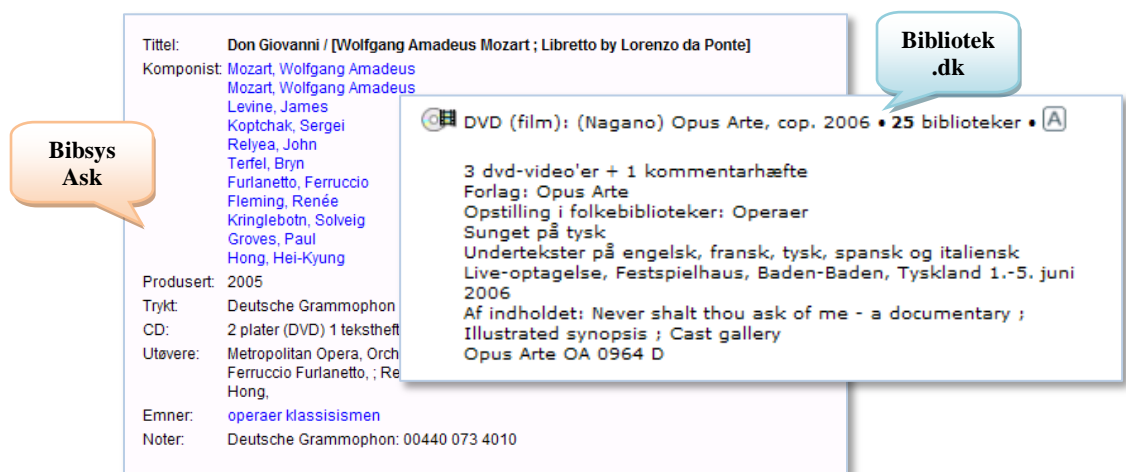 Bibsys
Ask
Tittel: Don Giovanni / [Wolfgang Amadeus Mozart ; Libretto by Lorenzo da Ponte]
Komponist: Mozart, Wolfgang Amadeus
Mozart, Wolfgang Amadeus
Levine, James
Koptchak, Sergei
Relyea, John
Terfel, Bryn
Furlanetto, Ferruccio
Fleming, Renée
Kringlebotn, Solveig
Groves, Paul
Hong, Hei-Kyung
Produsert: 2005
Trykt: Deutsche Grammophon
CD: 2 plater (DVD) 1 tekstheft
Utøvere: Metropolitan Opera, Orch
Ferruccio Furlanetto, ; Re
Hong,
Emner: operaer klassisismen
Noter: Deutsche Grammophon: 00440 073 4010
Bibliotek
.dk
DVD (film): (Nagano) Opus Arte, cop. 2006 • 25 biblioteker • A
3 dvd-video'er + 1 kommentarhæfte
Forlag: Opus Arte
Opstilling i folkebiblioteker: Operaer
Sunget på tysk
Undertekster på engelsk, fransk, tysk, spansk og italiensk
Live-optagelse, Festspielhaus, Baden-Baden, Tyskland 1.-5. juni
2006
Af indholdet: Never shalt thou ask of me - a documentary ;
Illustrated synopsis ; Cast gallery
Opus Arte OA 0964 D